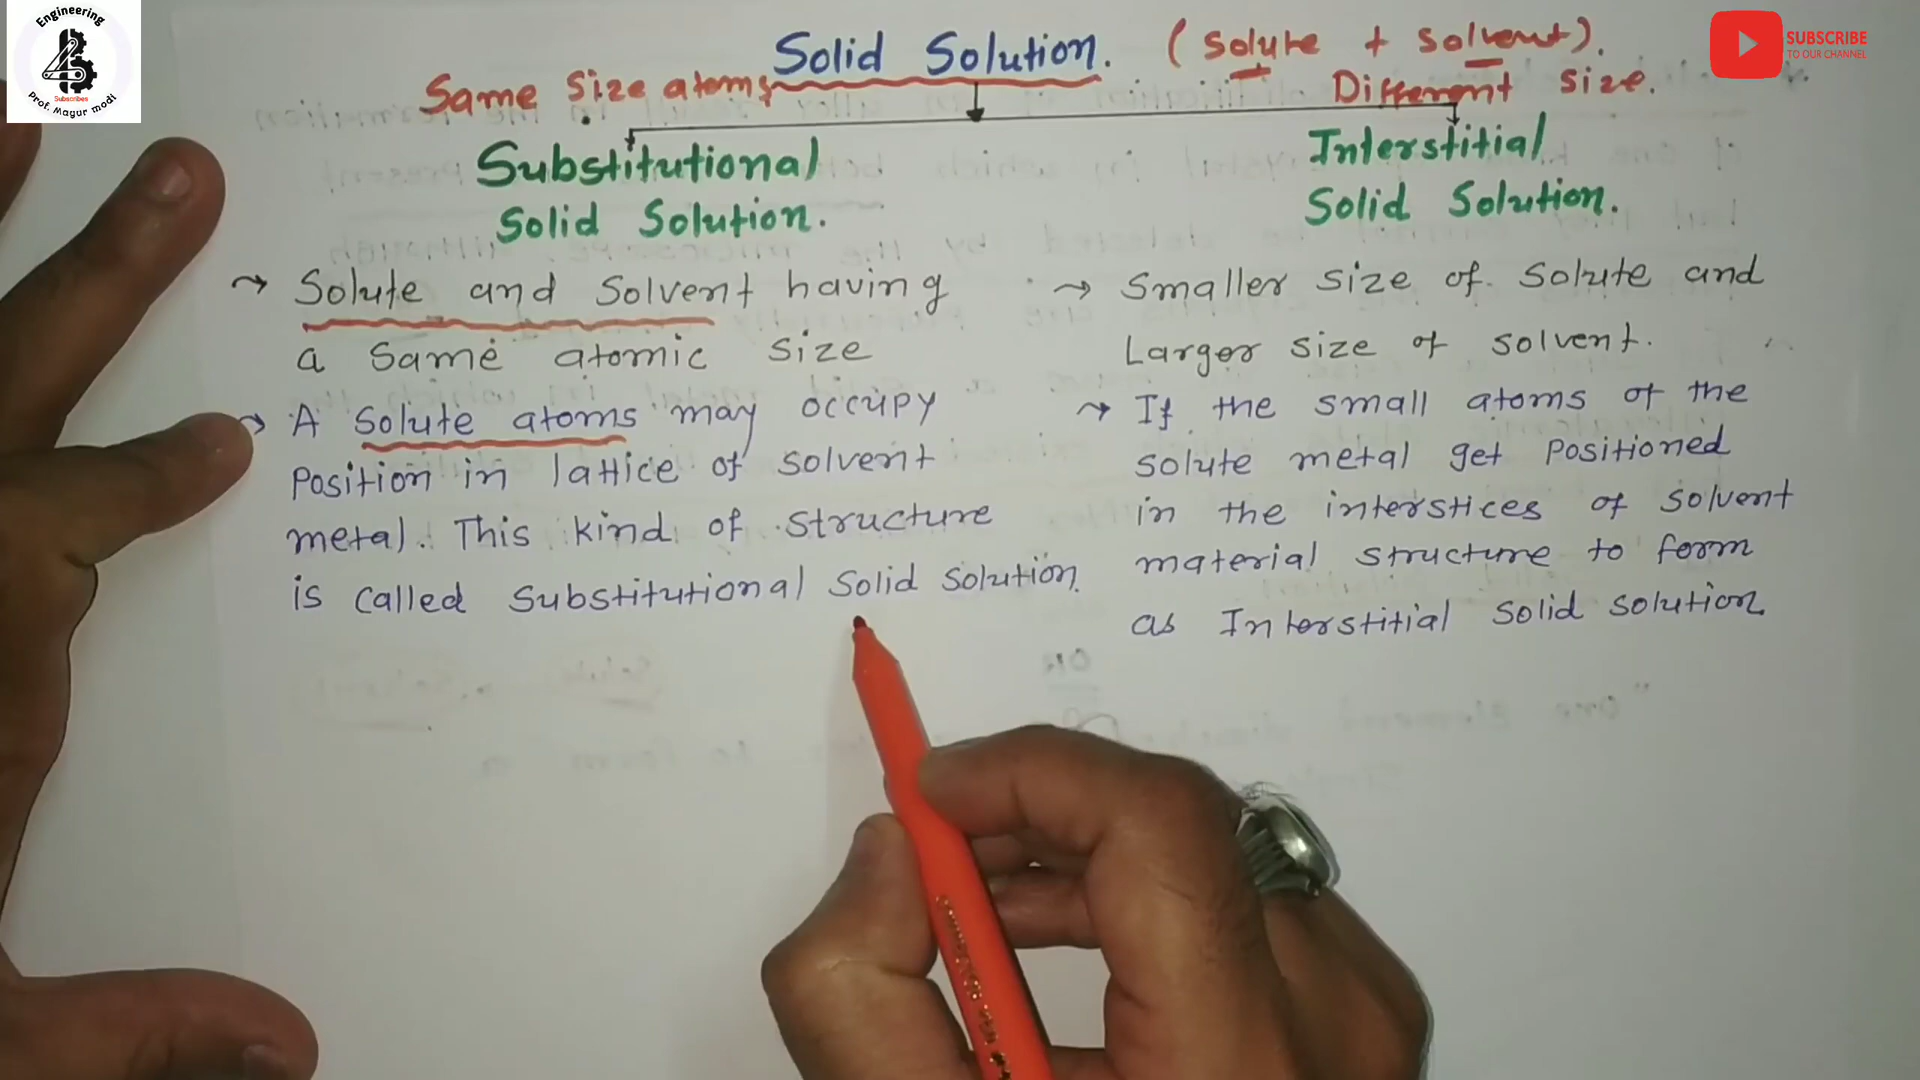 Engineering
Subscribes
Prof. Mayur modi
SUBSCRIBE
TO OUR CHANNEL
Solid Solution. (Solute + Solvent).
Same Size atoms
Different size.
Substitutional
Solid Solution.
Interstitial
Solid Solution.
→ Solute and Solvent having
a Same atomic size
→ A Solute atoms may occupy
Position in lattice of solvent
metal. This kind of structure
is called Substitutional Solid Solution.
→ Smaller size of solute and
Larger size of solvent.
→ If the small atoms of the
solute metal get Positioned
in the interstices of solvent
material structure to form
as Interstitial Solid Solution.